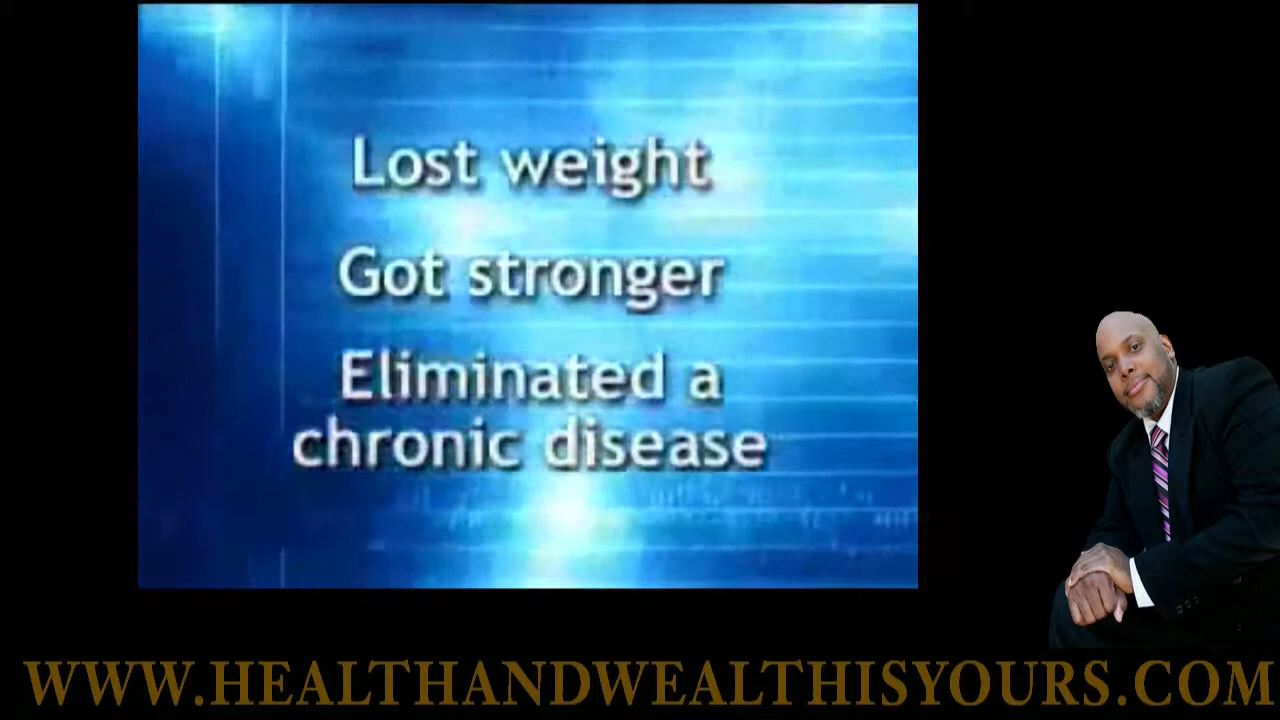 Lost weight
Got stronger
Eliminated a
chronic disease
WWW.HEALTHANDWEALTHISYOURS.COM